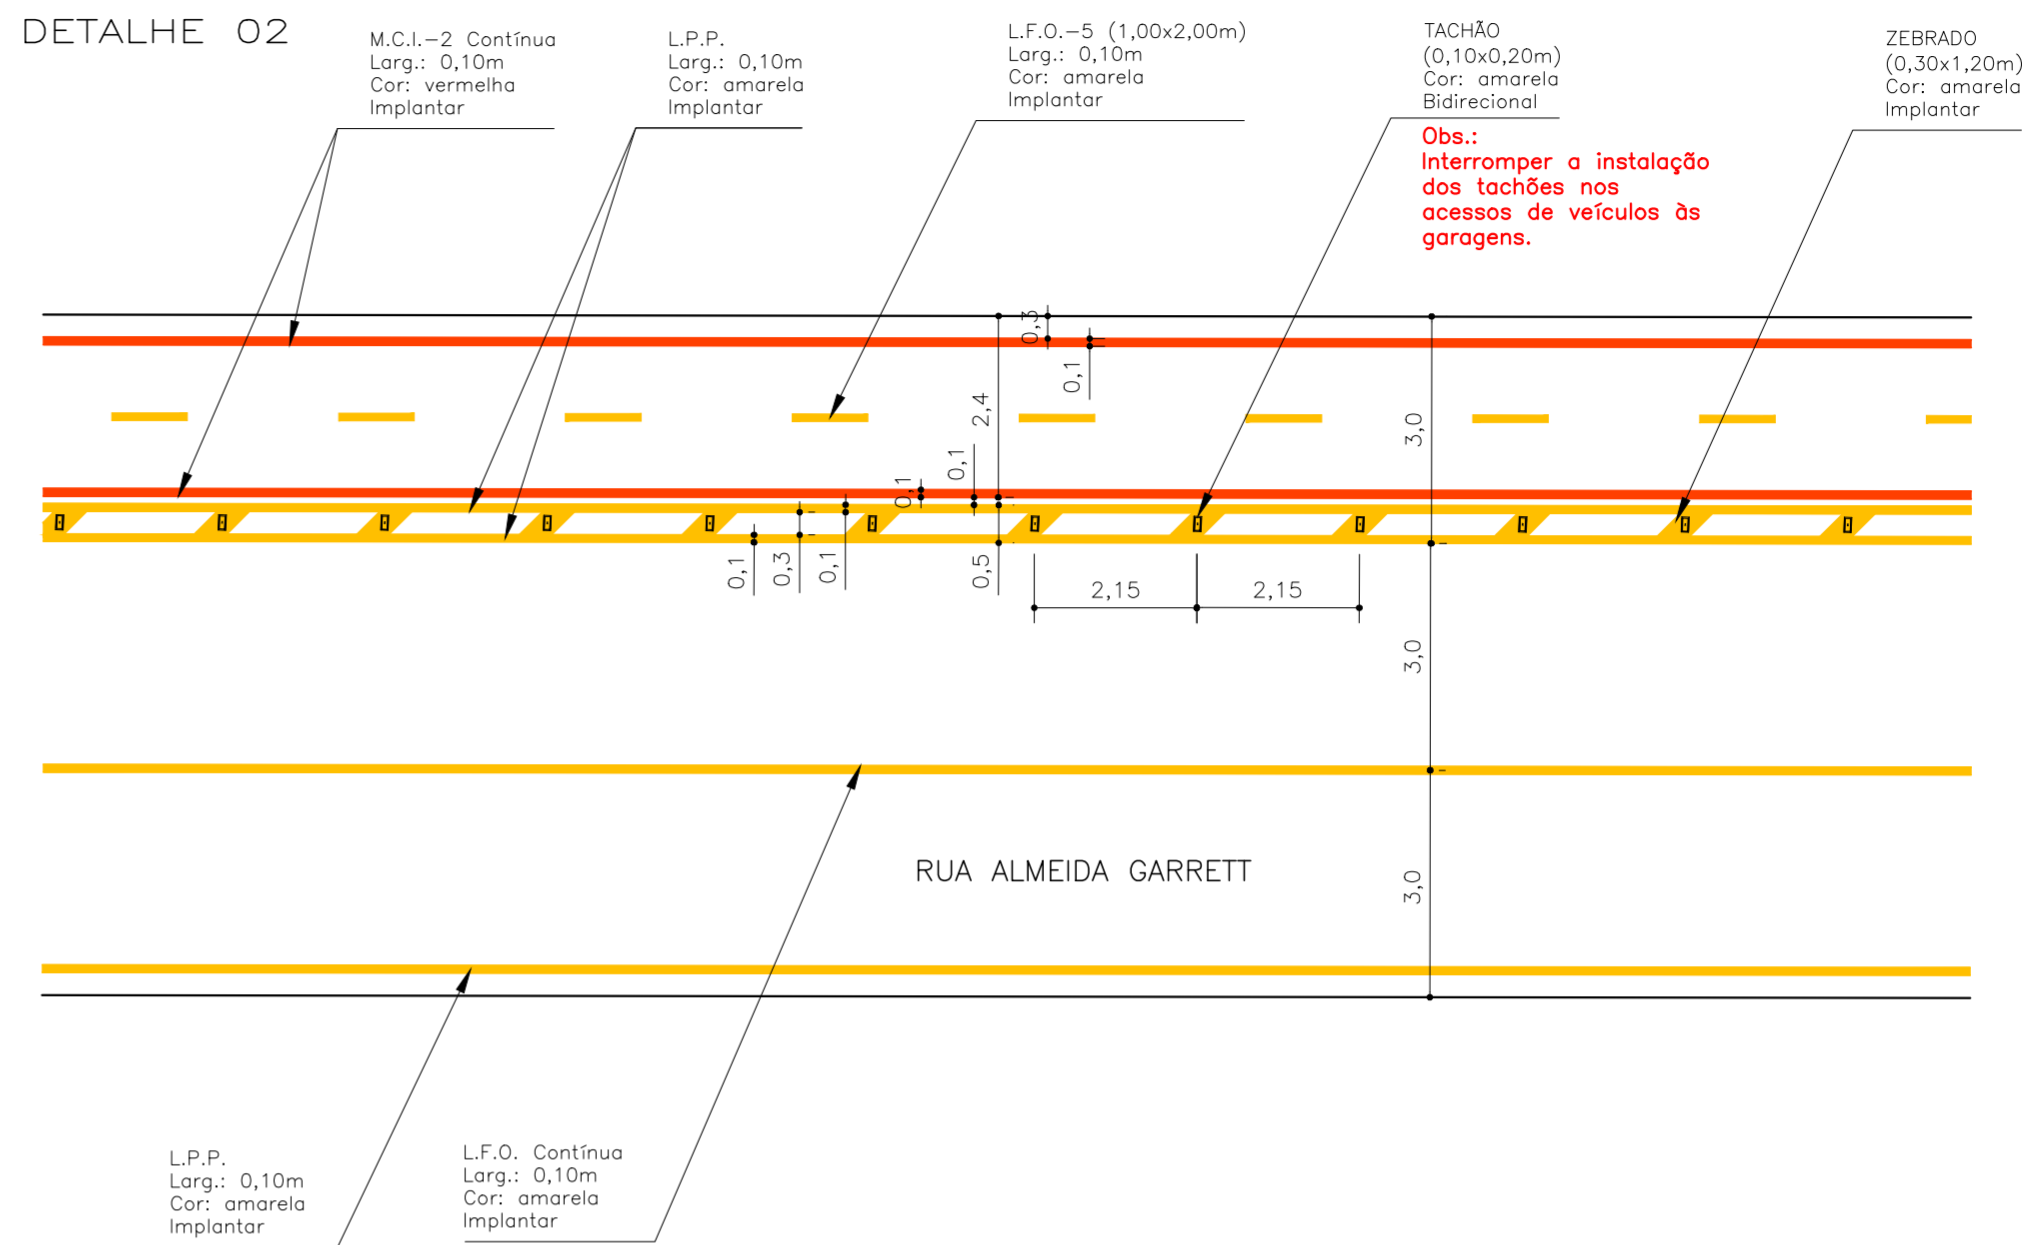 DETALHE 02
M.C.I.-2 Contínua
Larg.: 0,10m
Cor: vermelha
Implantar
L.P.P.
Larg.: 0,10m
Cor: amarela
Implantar
L.F.O.-5 (1,00x2,00m)
Larg.: 0,10m
Cor: amarela
Implantar
TACHÃO
(0,10x0,20m)
Cor: amarela
Bidirecional
Obs.:
Interromper a instalação
dos tachões nos
acessos de veículos às
garagens.
ZEBRADO
(0,30x1,20m)
Cor: amarela
Implantar
0,3
0,1
2,4
3,0
0,1
0,1
0,1
0,3
0,1
0,5
2,15
2,15
3,0
RUA ALMEIDA GARRETT
3,0
L.P.P.
Larg.: 0,10m
Cor: amarela
Implantar
L.F.O. Contínua
Larg.: 0,10m
Cor: amarela
Implantar